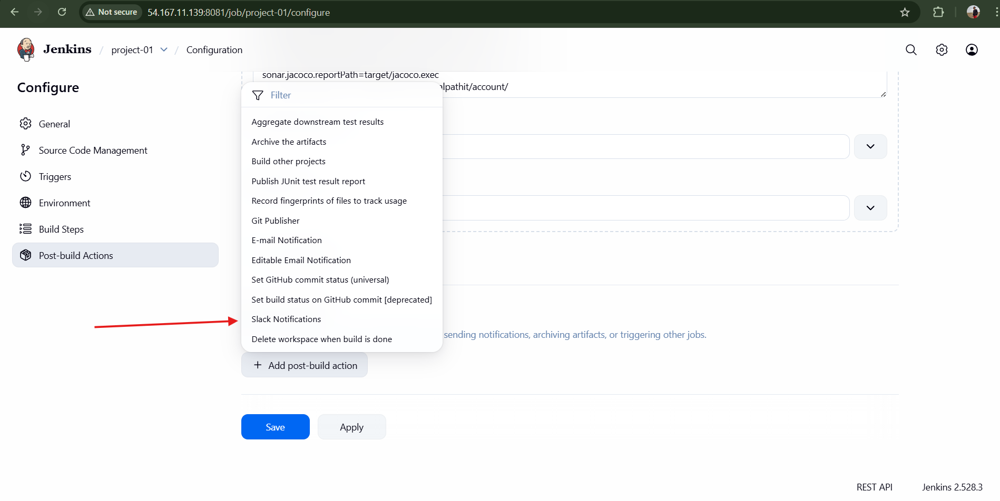 Not secure 54.167.11.139:8081/job/project-01/configure
Jenkins / project-01 / Configuration
Configure
General
Source Code Management
Triggers
Environment
Build Steps
Post-build Actions
sonar.jacoco.reportPath=target/jacoco.exec
alpathit/account/
Filter
Aggregate downstream test results
Archive the artifacts
Build other projects
Publish JUnit test result report
Record fingerprints of files to track usage
Git Publisher
E-mail Notification
Editable Email Notification
Set GitHub commit status (universal)
Set build status on GitHub commit [deprecated]
Slack Notifications
Delete workspace when build is done
sending notifications, archiving artifacts, or triggering other jobs.
+ Add post-build action
Save Apply
REST API Jenkins 2.528.3